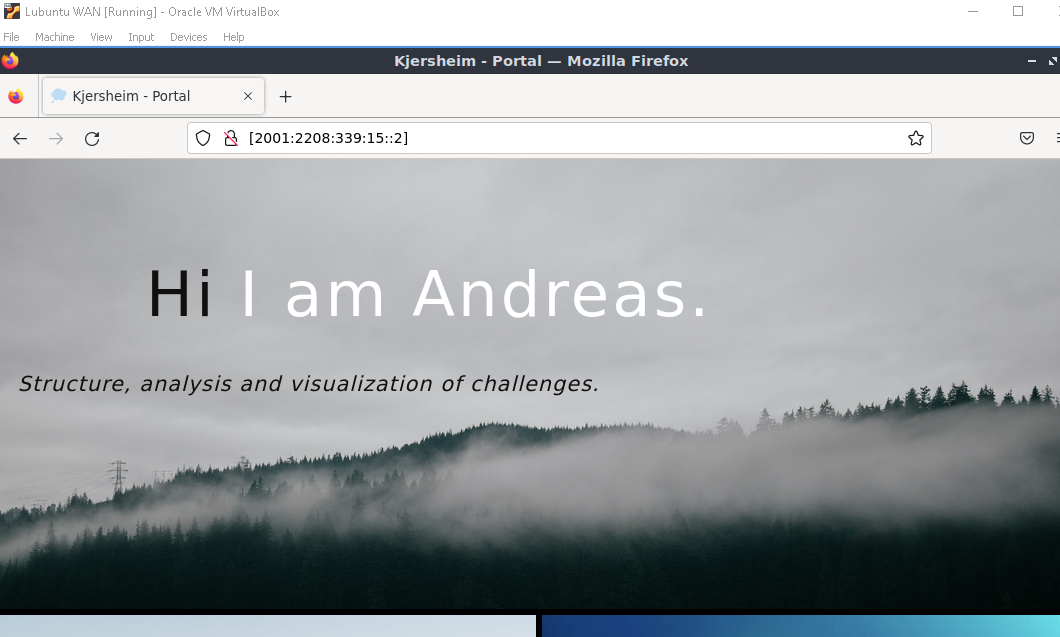 Lubuntu WAN [Running] - Oracle VM VirtualBox
File Machine View Input Devices Help
Kjersheim - Portal — Mozilla Firefox
Kjersheim - Portal
[2001:2208:339:15::2]
Hi I am Andreas.
Structure, analysis and visualization of challenges.